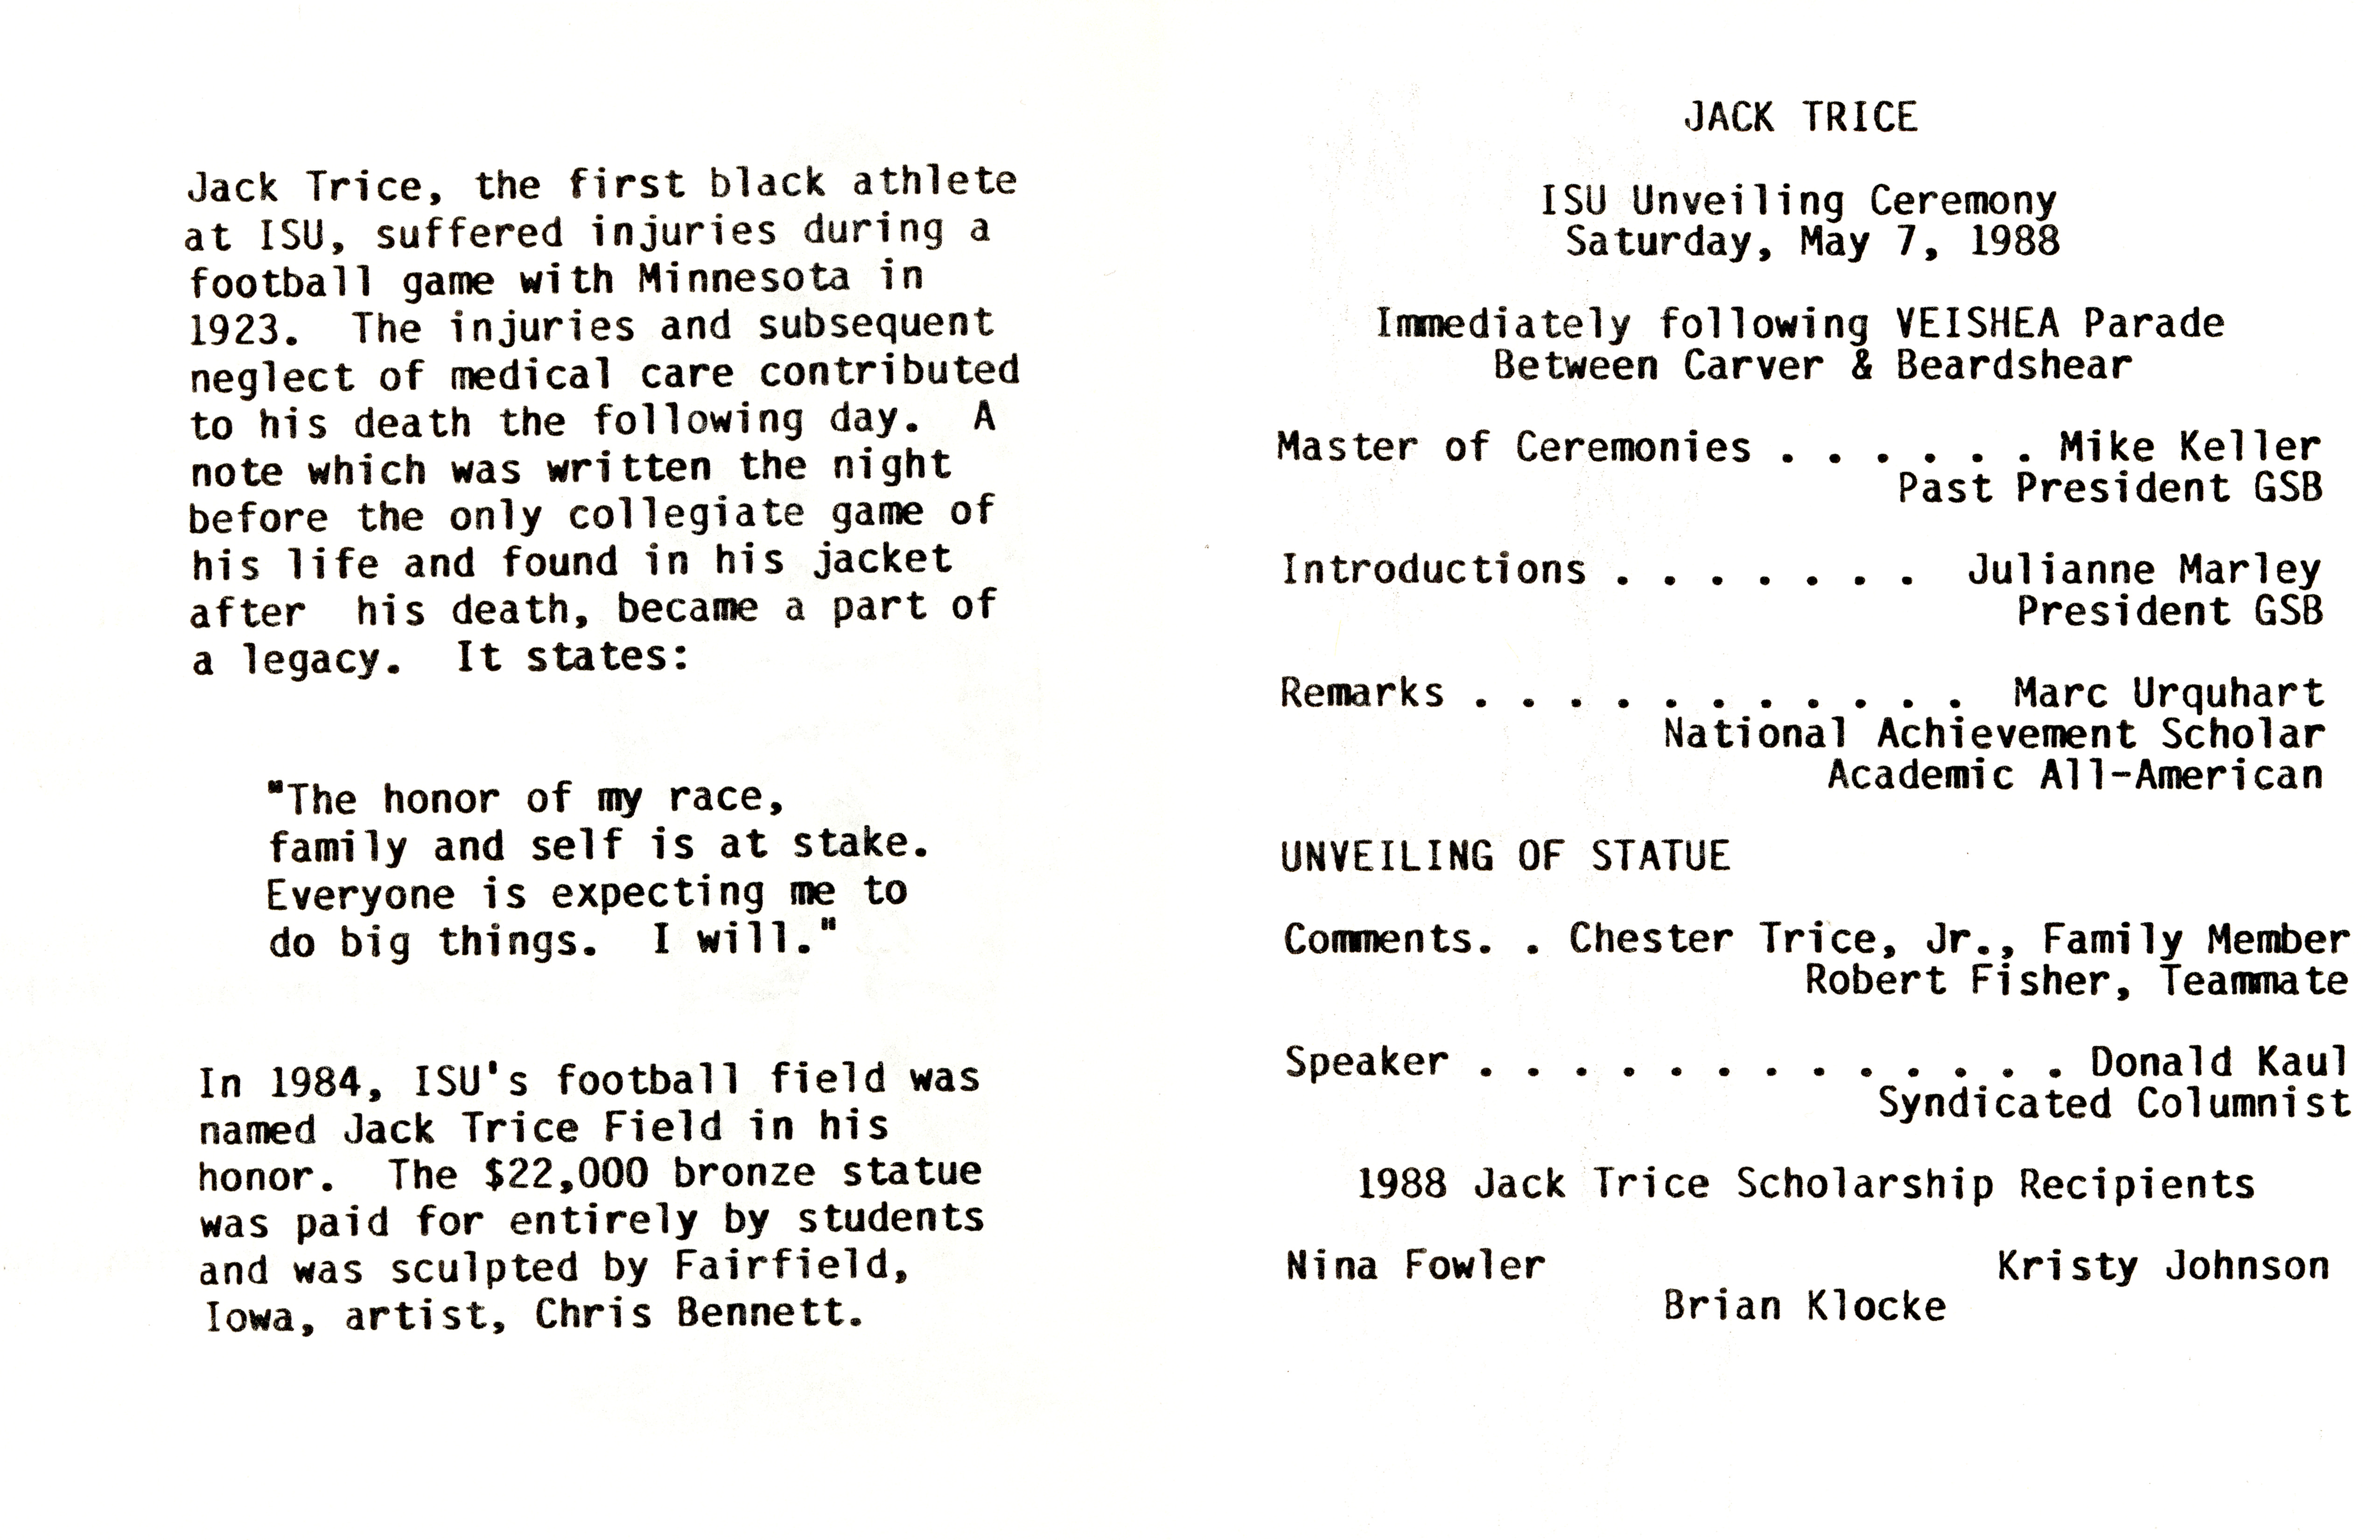 Jack Trice, the first black athlete
at ISU, suffered injuries during a
football game with Minnesota in
1923.  The injuries and subsequent
neglect of medical care contributed
to his death the following day.  A
note which was written the night
before the only collegiate game of
his life and found in his jacket
after  his death, became a part of
a legacy.  It states:
"The honor of my race,
family and self is at stake.
Everyone is expecting me to
do big things.  I will."
In 1984, ISU's football field was
named Jack Trice Field in his
honor.  The $22,000 bronze statue
was paid for entirely by students
and was sculpted by Fairfield,
Iowa, artist, Chris Bennett.
JACK TRICE
ISU Unveiling Ceremony
Saturday, May 7, 1988
Immediately following VEISHEA Parade
Between Carver & Beardshear
Master of Ceremonies . . . . . . Mike Keller
Past President GSB
Introductions . . . . . . . Julianne Marley
President GSB
Remarks . . . . . . . . . . . Marc Urquhart
National Achievement Scholar
Academic All-American
UNVEILING OF STATUE
Comments. . Chester Trice, Jr., Family Member
Robert Fisher, Teammate
Speaker . . . . . . . . . . . . . Donald Kaul
Syndicated Columnist
1988 Jack Trice Scholarship Recipients
Nina Fowler Kristy Johnson
Brian Klocke